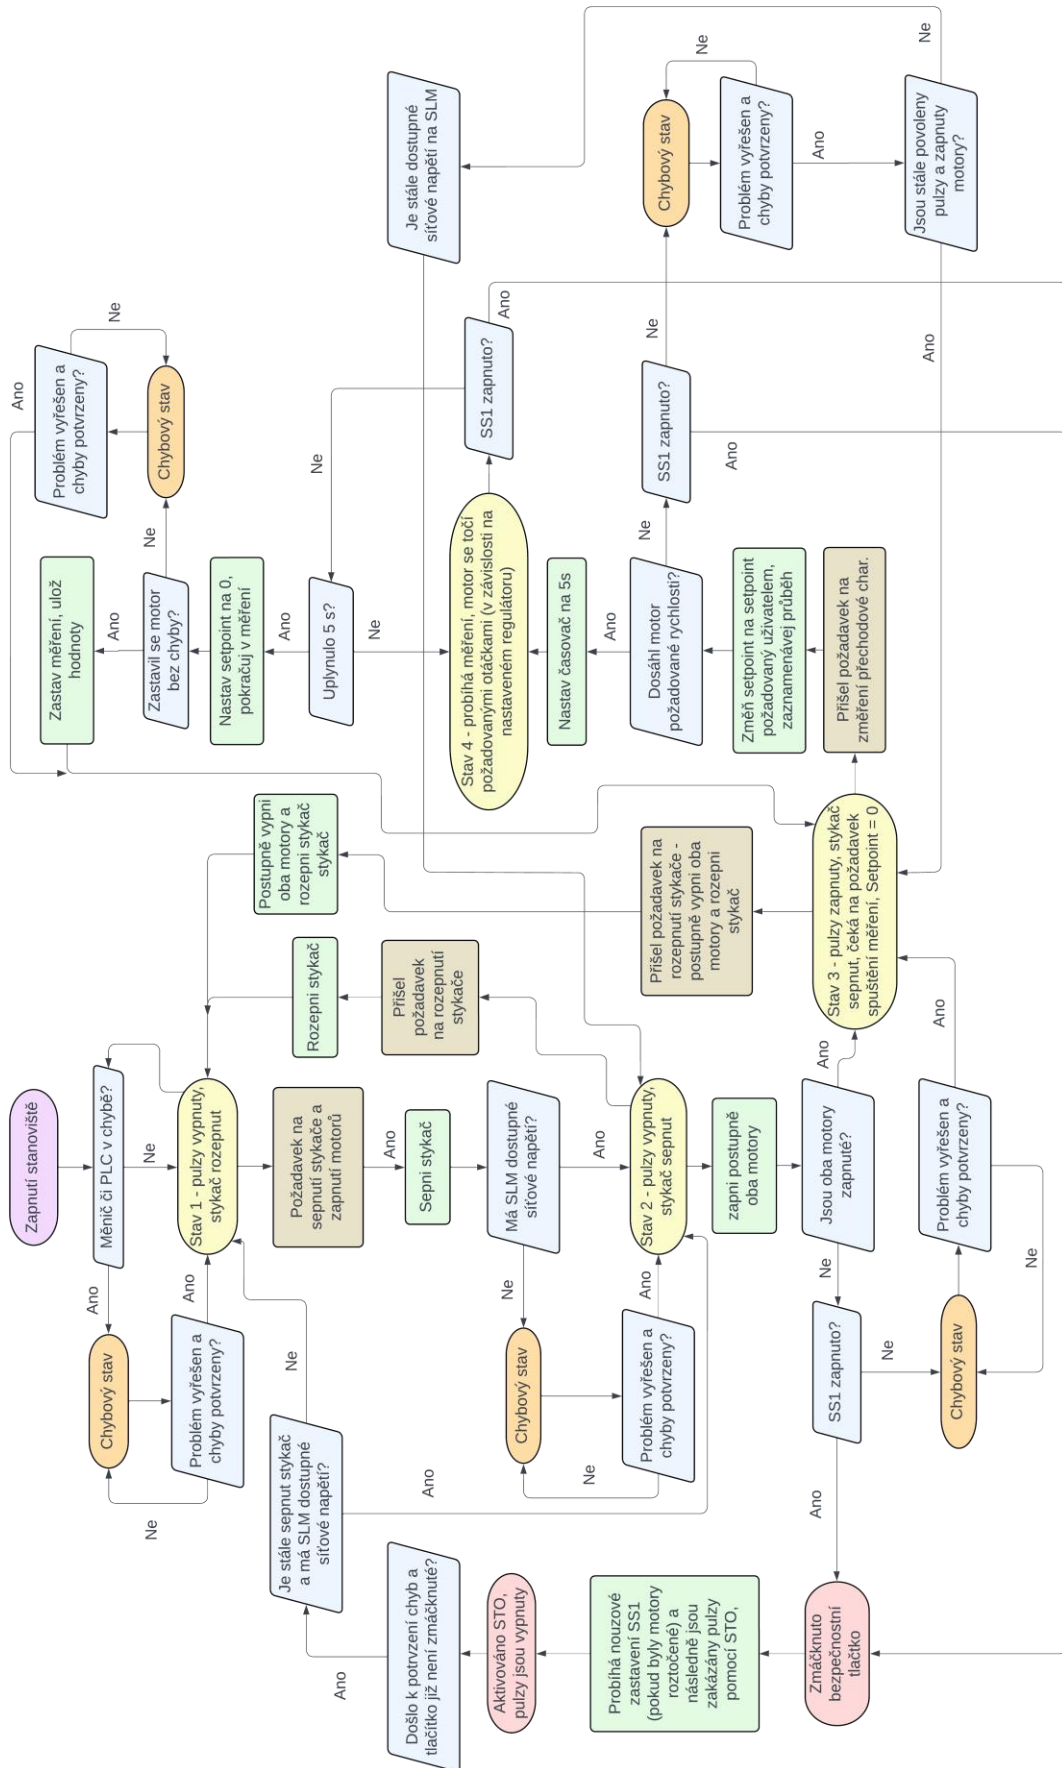 Zapnutí stanoviště
Měnič či PLC v chybě?
Ano
Ne
Chybový stav
Problém vyřešen a
chyby potvrzeny?
Ne
Ano
Stav 1 - pulzy vypnuty,
stykač rozepnut
Požadavek na
sepnutí stykače a
zapnutí motorů
Ano
Sepni stykač
Má SLM dostupné
síťové napětí?
Ne
Ano
Chybový stav
Problém vyřešen a
chyby potvrzeny?
Ne
Ano
Stav 2 - pulzy vypnuty,
stykač sepnut
Přišel
požadavek
na rozepnutí
stykače
Rozepni stykač
zapni postupně
oba motory
Jsou oba motory
zapnuté?
Ne
Ano
SS1 zapnuto?
Ano
Ne
Chybový stav
Problém vyřešen a
chyby potvrzeny?
Ne
Ano
Zmáčknuto
bezpečnostní
tlačítko
Probíhá nouzové
zastavení SS1
(pokud byly motory
roztočené) a
následně jsou
zakázány pulzy
pomocí STO,
Aktivováno STO,
pulzy jsou vypnuty
Došlo k potvrzení chyb a
tlačítko již není zmáčknuté?
Ano
Je stále sepnut stykač
a má SLM dostupné
síťové napětí?
Ne
Ano
Stav 3 - pulzy zapnuty, stykač
sepnut, čeká na požadavek
spuštění měření, Setpoint = 0
Přišel požadavek na
rozepnutí stykače -
postupně vypni oba
motory a rozepni
stykač
Postupně vypni
oba motory a
rozepni stykač
stykač
Přišel požadavek na
změření přechodové char.
Změň setpoint na setpoint
požadovaný uživatelem,
zaznamenávej průběh
Dosáhl motor
požadované rychlosti?
Ano
Ne
Nastav časovač na 5s
Stav 4 - probíhá měření, motor se točí
požadovanými otáčkami (v závislosti na
nastaveném regulátoru)
SS1 zapnuto?
Ne
Ano
Uplynulo 5 s?
Ne
Ano
Nastav setpoint na 0,
pokračuj v měření
Zastavil se motor
bez chyby?
Ano
Ne
Zastav měření, ulož
hodnoty
Chybový stav
Problém vyřešen a
chyby potvrzeny?
Ne
Ano
SS1 zapnuto?
Ne
Ano
Chybový stav
Problém vyřešen a
chyby potvrzeny?
Ne
Ano
Jsou stále povoleny
pulzy a zapnuty
motory?
Ano
Ne
Je stále dostupné
síťové napětí na SLM